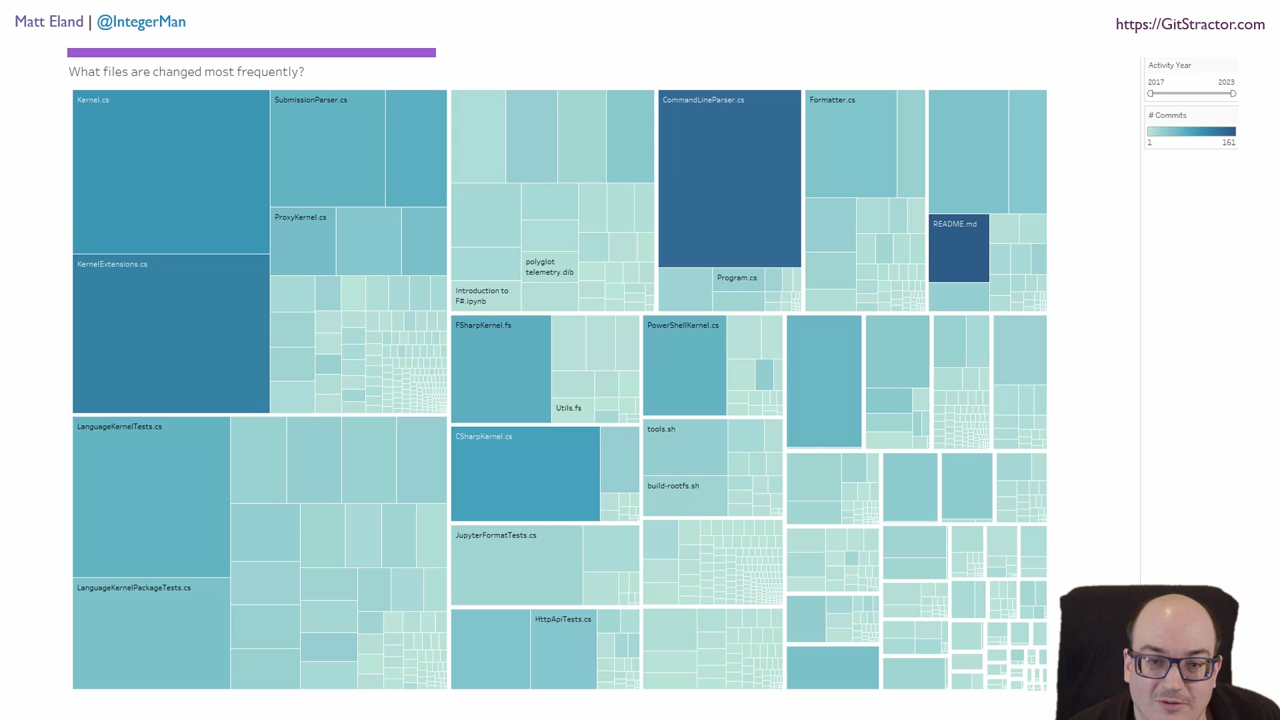 Matt Eland | @IntegerMan
https://GitStractor.com
What files are changed most frequently?
Activity Year
2017 2023
# Commits
1 161
Kernel.cs
SubmissionParser.cs
CommandLineParser.cs
Formatter.cs
ProxyKernel.cs
README.md
KernelExtensions.cs
polyglot
telemetry.dib
Program.cs
Introduction to
F#.ipynb
FSharpKernel.fs
PowerShellKernel.cs
Utils.fs
LanguageKernelTests.cs
CSharpKernel.cs
tools.sh
build-rootfs.sh
JupyterFormatTests.cs
LanguageKernelPackageTests.cs
HttpApiTests.cs